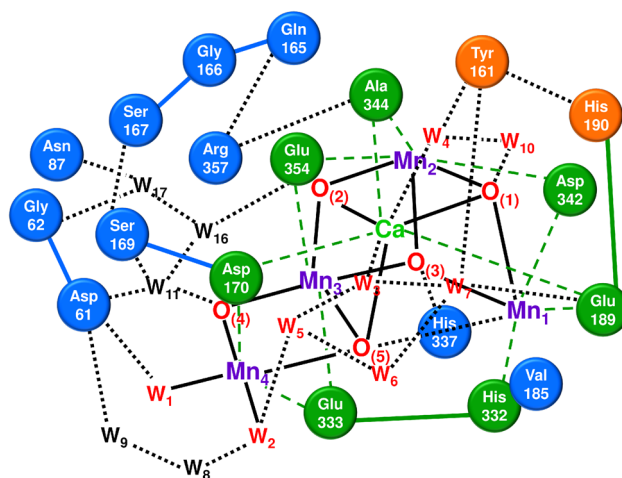 Gln
165
Gly
166
Tyr
161
Ala
344
His
190
Ser
167
W4
W10
Arg
357
Glu
354
Mn2
Asn
87
W17
O(2)
O(1)
Asp
342
Gly
62
Ser
169
W16
Ca
O(3)
Asp
170
Mn3
W3
W7
W11
Asp
61
O(4)
Mn1
Glu
189
W5
His
337
O(5)
Mn4
W6
W1
Val
185
Glu
333
His
332
W9
W2
W8